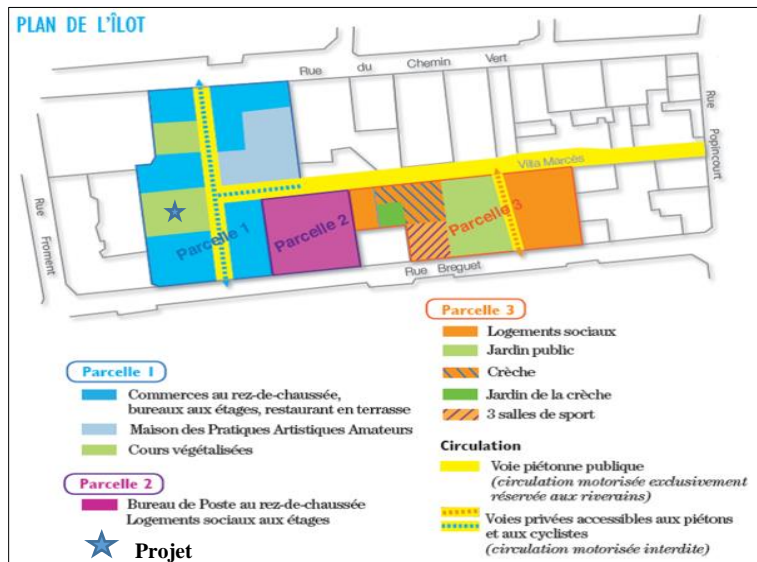 PLAN DE L'ÎLOT
Rue du Chemin Vert
Rue Popincourt
Villa Marcès
Rue Froment
Parcelle 1
Parcelle 2
Parcelle 3
Rue Breguet
Parcelle 1
Commerces au rez-de-chaussée,
bureaux aux étages, restaurant en terrasse
Maison des Pratiques Artistiques Amateurs
Cours végétalisées
Parcelle 2
Bureau de Poste au rez-de-chaussée
Logements sociaux aux étages
Projet
Parcelle 3
Logements sociaux
Jardin public
Crèche
Jardin de la crèche
3 salles de sport
Circulation
Voie piétonne publique
(circulation motorisée exclusivement
réservée aux riverains)
Voies privées accessibles aux piétons
et aux cyclistes
(circulation motorisée interdite)